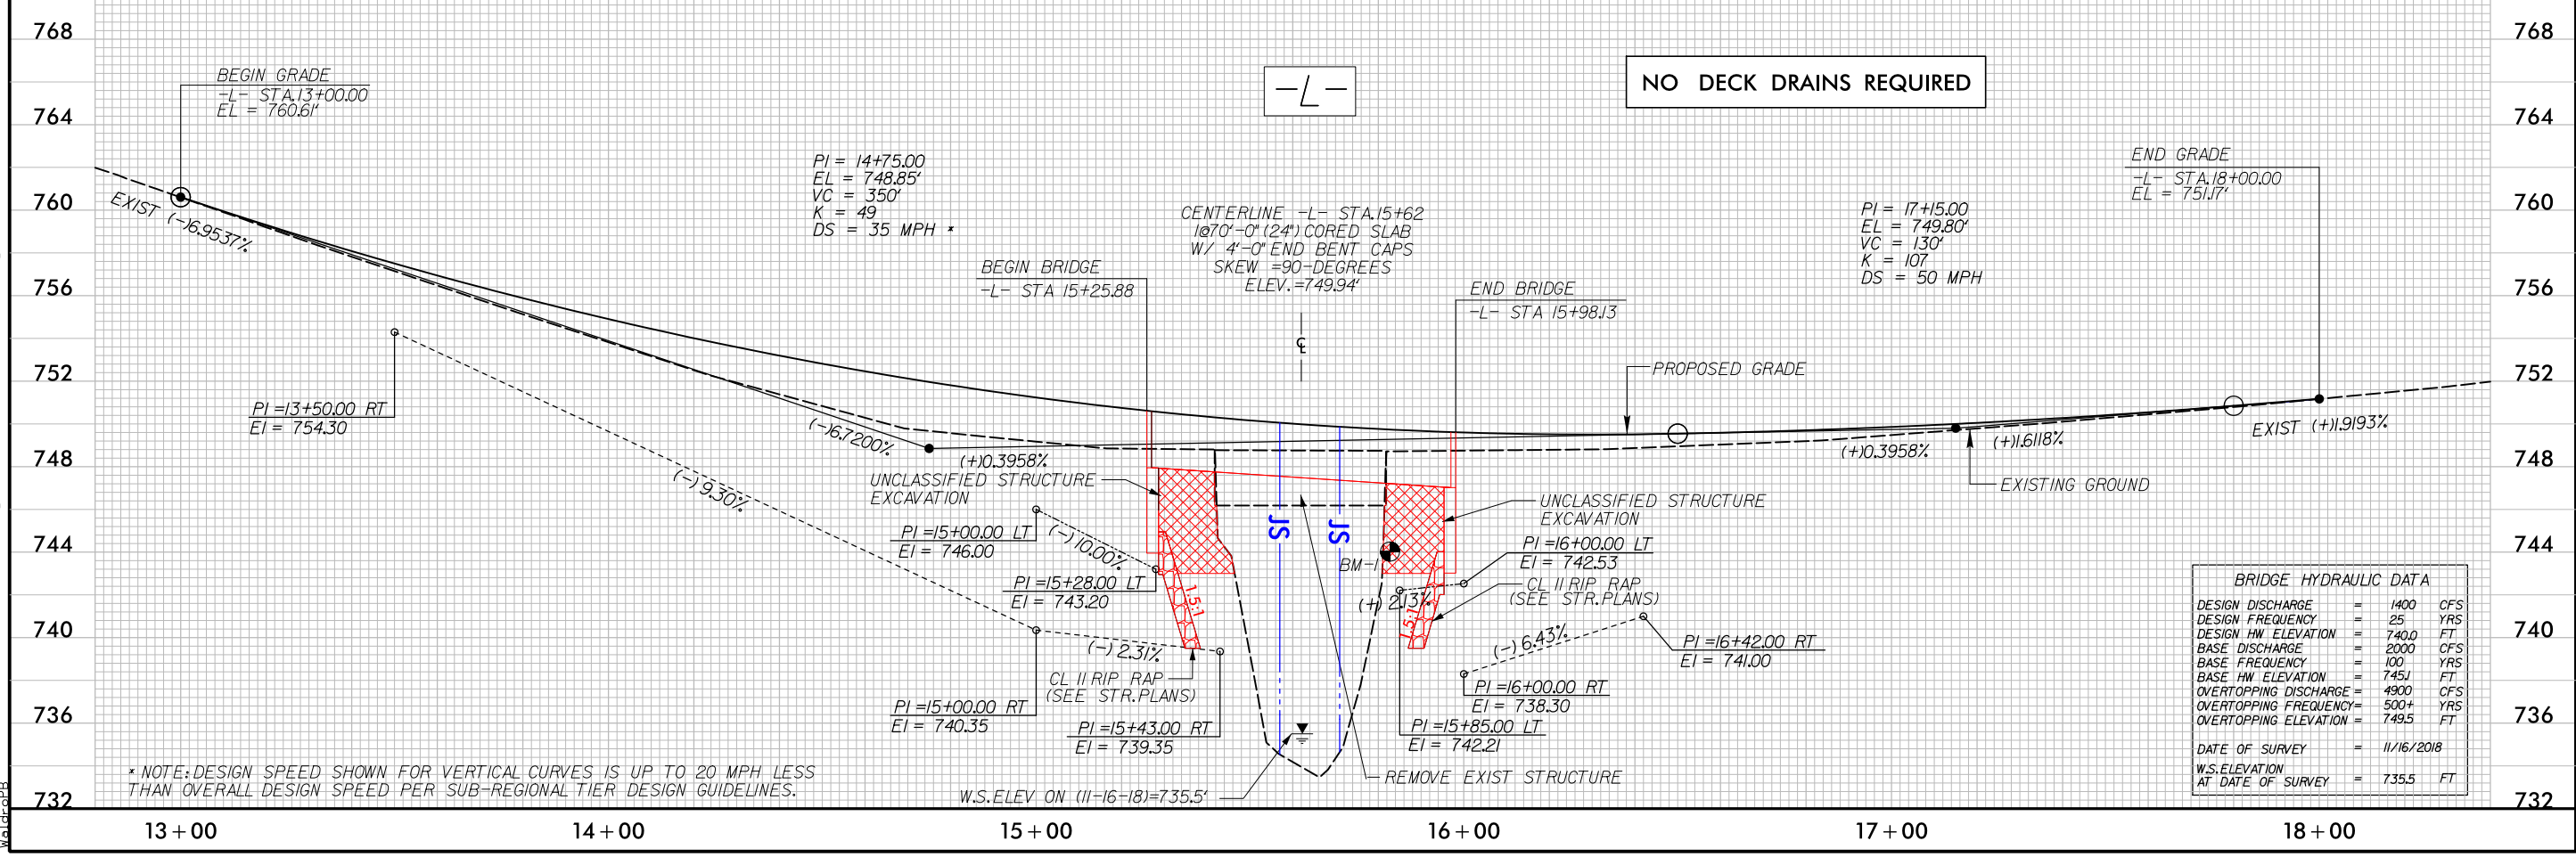 768
764
760
756
752
748
744
740
736
732
768
764
760
756
752
748
744
740
736
732
BEGIN GRADE
-L- STA.13+00.00
EL = 760.61'
EXIST (-)6.9537%
PI = 14+75.00
EL = 748.85'
VC = 350'
K = 49
DS = 35 MPH *
-L-
NO DECK DRAINS REQUIRED
CENTERLINE -L- STA.15+62
1@70'-0" (24") CORED SLAB
W/ 4'-0" END BENT CAPS
SKEW =90-DEGREES
ELEV.=749.94'
BEGIN BRIDGE
-L- STA 15+25.88
END BRIDGE
-L- STA 15+98.13
PI = 17+15.00
EL = 749.80'
VC = 130'
K = 107
DS = 50 MPH
END GRADE
-L- STA.18+00.00
EL = 751.17'
PROPOSED GRADE
PI =13+50.00 RT
El = 754.30
(-)6.7200%
(+)0.3958%
(+)0.3958%
(+)1.6118%
EXIST (+)1.9193%
EXISTING GROUND
(-)9.30%
UNCLASSIFIED STRUCTURE
EXCAVATION
UNCLASSIFIED STRUCTURE
EXCAVATION
PI =15+00.00 LT
El = 746.00
(-)10.00%
PI =15+28.00 LT
El = 743.20
1.5:1
JS
JS
BM-1
PI =16+00.00 LT
El = 742.53
CL II RIP RAP
(SEE STR.PLANS)
(+) 2.13%
1.5:1
(-) 6.43%
PI =16+42.00 RT
El = 741.00
(-) 2.31%
CL II RIP RAP
(SEE STR.PLANS)
PI =15+00.00 RT
El = 740.35
PI =15+43.00 RT
El = 739.35
PI =16+00.00 RT
El = 738.30
PI =15+85.00 LT
El = 742.21
REMOVE EXIST STRUCTURE
W.S.ELEV ON (11-16-18)=735.5'
* NOTE: DESIGN SPEED SHOWN FOR VERTICAL CURVES IS UP TO 20 MPH LESS
THAN OVERALL DESIGN SPEED PER SUB-REGIONAL TIER DESIGN GUIDELINES.
BRIDGE HYDRAULIC DATA
DESIGN DISCHARGE = 1400 CFS
DESIGN FREQUENCY = 25 YRS
DESIGN HW ELEVATION = 740.0 FT
BASE DISCHARGE = 2000 CFS
BASE FREQUENCY = 100 YRS
BASE HW ELEVATION = 745.1 FT
OVERTOPPING DISCHARGE = 4900 CFS
OVERTOPPING FREQUENCY= 500+ YRS
OVERTOPPING ELEVATION = 749.5 FT
DATE OF SURVEY = 11/16/2018
W.S.ELEVATION
AT DATE OF SURVEY = 735.5 FT
13+00
14+00
15+00
16+00
17+00
18+00